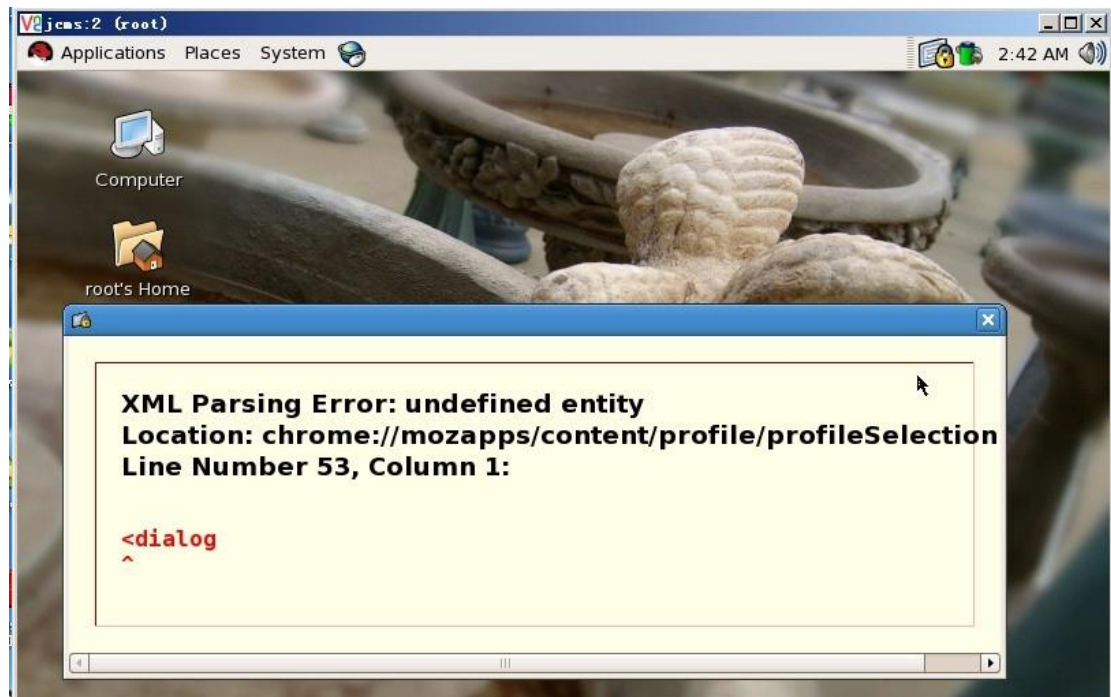 jcms:2 (root)
Applications Places System
2:42 AM
Computer
root's Home
XML Parsing Error: undefined entity
Location: chrome://mozapps/content/profile/profileSelection
Line Number 53, Column 1:
<dialog
^